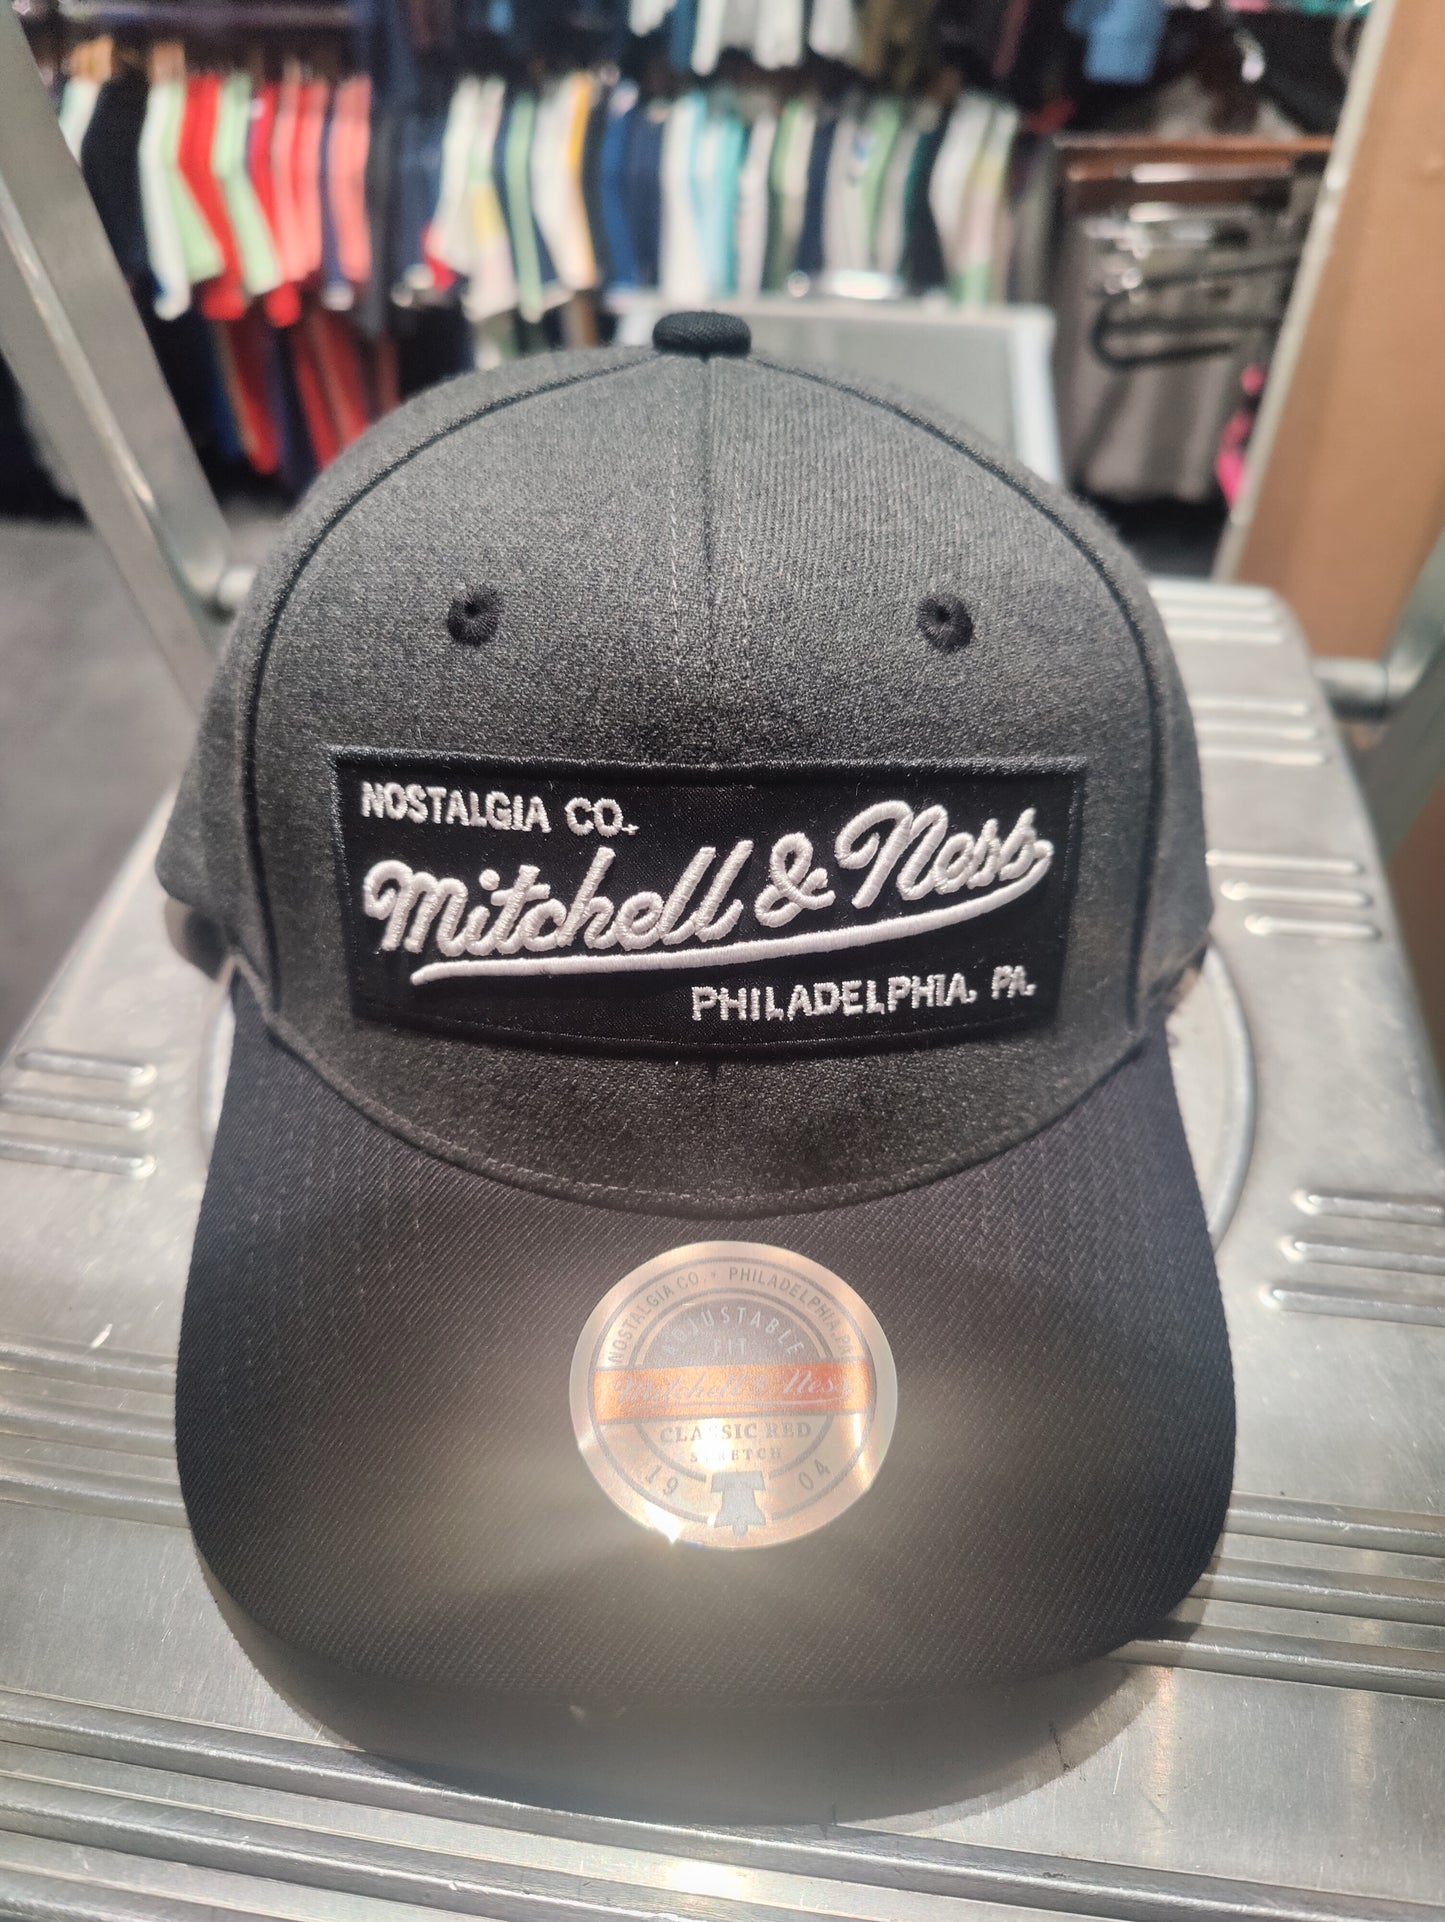 NOSTALGIA CO.
Mitchell & Ness
PHILADELPHIA, PA.
NOSTALGIA CO. • PHILADELPHIA, PA
ADJUSTABLE
FIT
Mitchell & Ness
CLASSIC RED
STRETCH
19 04